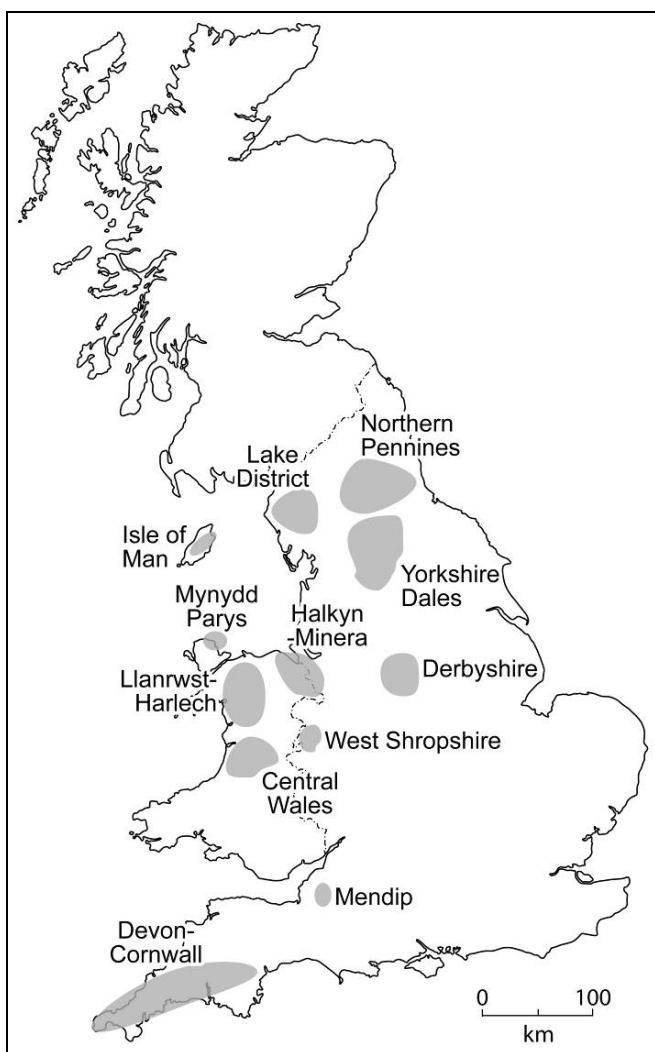 Northern
Pennines
Lake
District
Isle of
Man
Yorkshire
Dales
Mynydd
Parys
Halkyn
-Minera
Llanrwst-
Harlech
Derbyshire
West Shropshire
Central
Wales
Mendip
Devon-
Cornwall
0 100
km